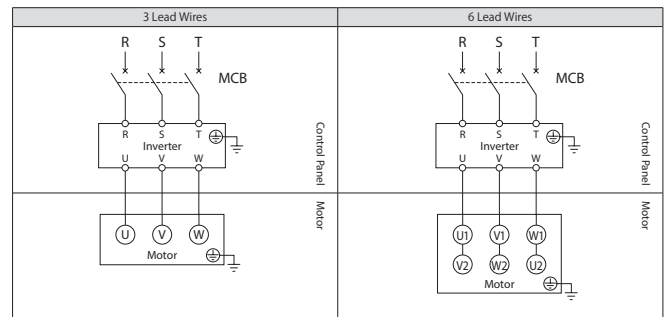 3 Lead Wires
R S T
MCB
R S T
Inverter
U V W
Control Panel
U V W
Motor
Motor
6 Lead Wires
R S T
MCB
R S T
Inverter
U V W
Control Panel
U1 V1 W1
V2 W2 U2
Motor
Motor